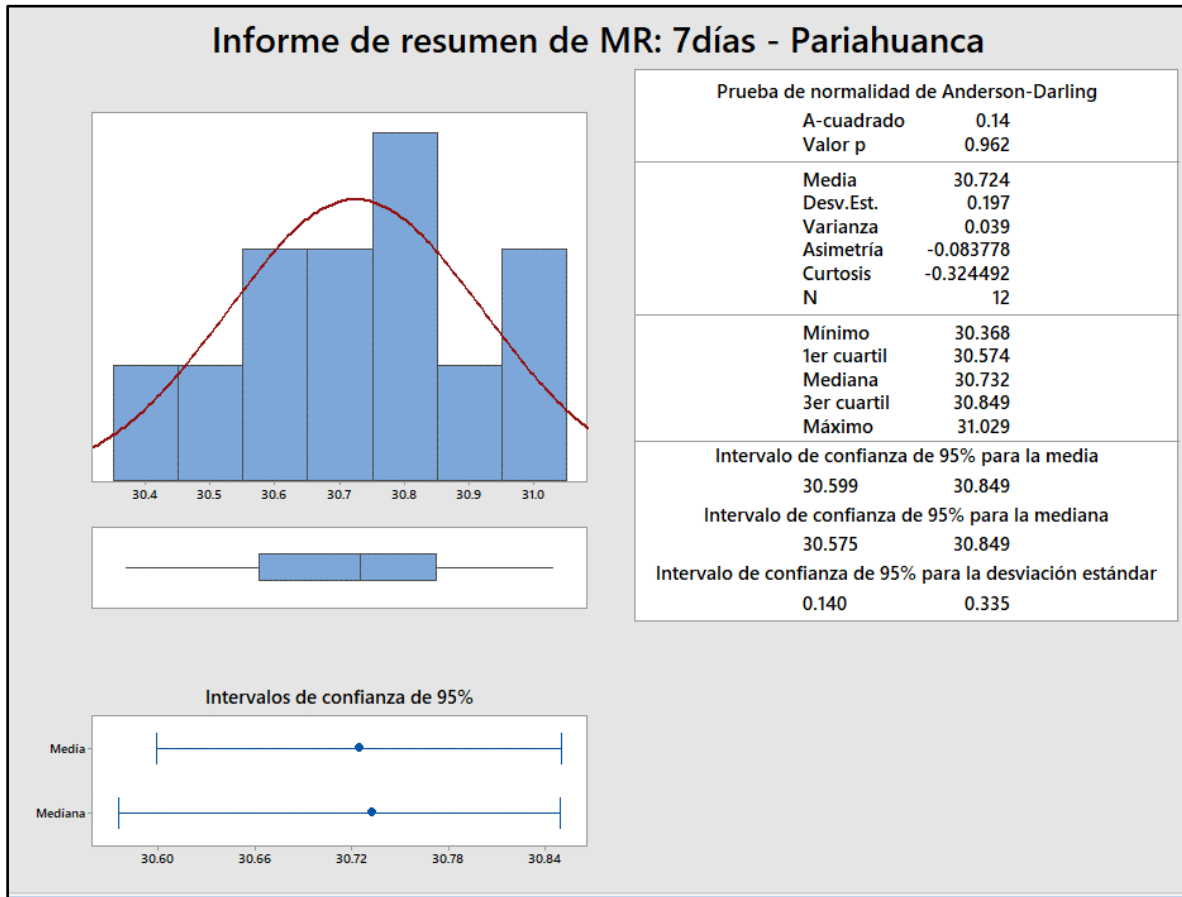 Informe de resumen de MR: 7días - Pariahuanca
30.4 30.5 30.6 30.7 30.8 30.9 31.0
Intervalos de confianza de 95%
Media
Mediana
30.60 30.66 30.72 30.78 30.84
Prueba de normalidad de Anderson-Darling
A-cuadrado 0.14
Valor p 0.962
Media 30.724
Desv.Est. 0.197
Varianza 0.039
Asimetría -0.083778
Curtosis -0.324492
N 12
Mínimo 30.368
1er cuartil 30.574
Mediana 30.732
3er cuartil 30.849
Máximo 31.029
Intervalo de confianza de 95% para la media
30.599 30.849
Intervalo de confianza de 95% para la mediana
30.575 30.849
Intervalo de confianza de 95% para la desviación estándar
0.140 0.335